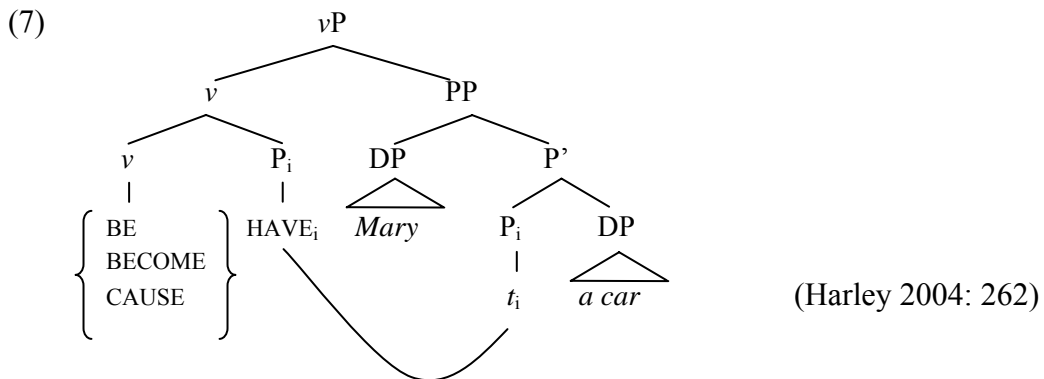 (7) vP
v PP
v Pi DP P’
BE HAVEi Mary Pi DP
BECOME
CAUSE ti a car (Harley 2004: 262)